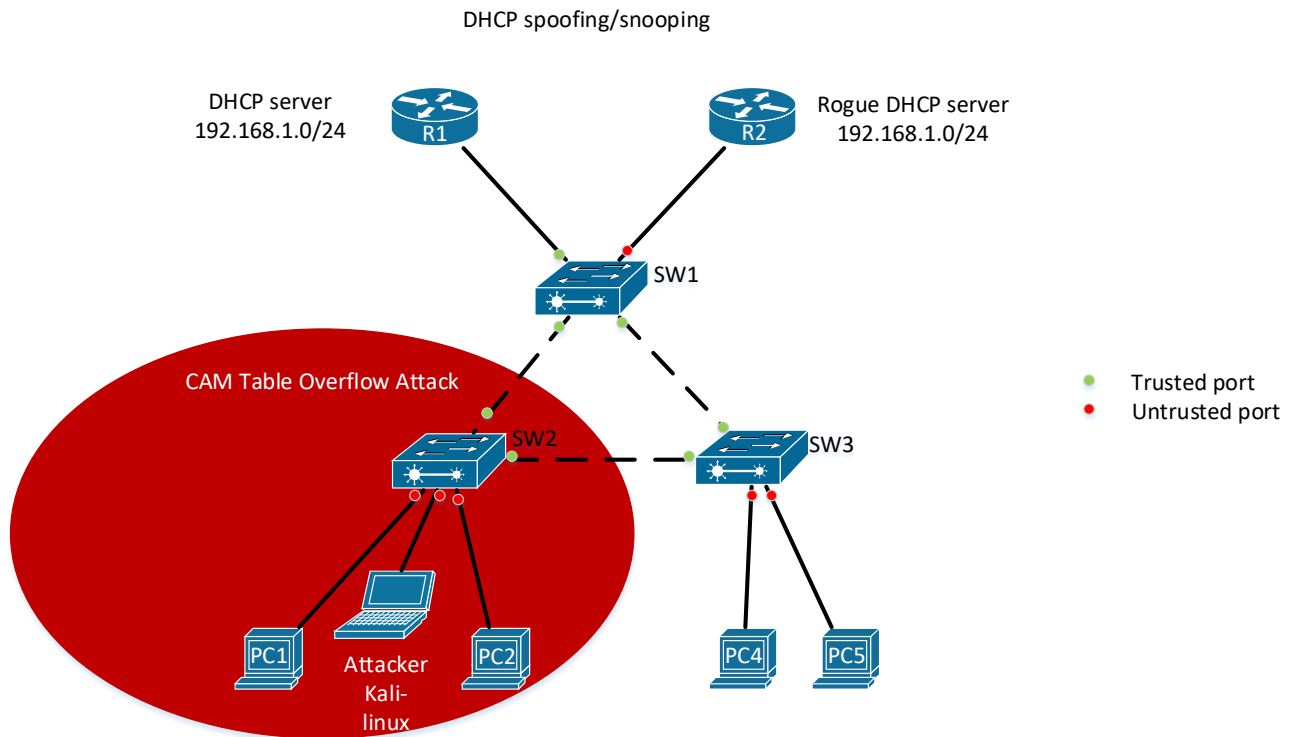 DHCP spoofing/snooping
DHCP server
192.168.1.0/24
R1
R2
Rogue DHCP server
192.168.1.0/24
SW1
CAM Table Overflow Attack
Trusted port
Untrusted port
SW2
SW3
PC1
Attacker
Kali-
linux
PC2
PC4
PC5